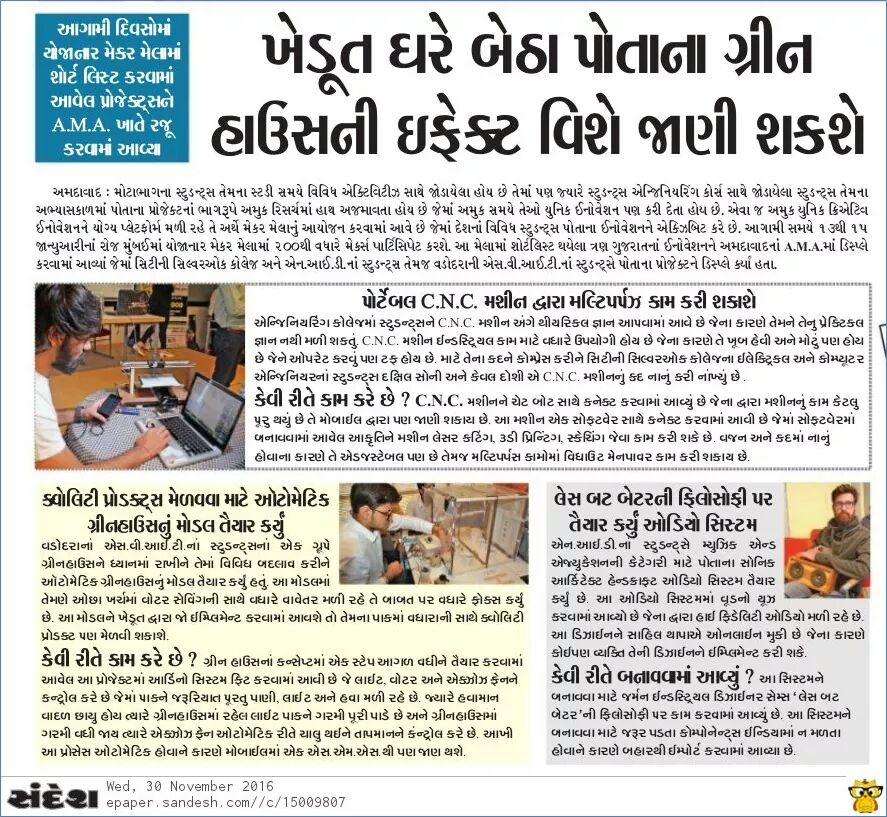 આગામી દિવસોમાં
યોજાનાર મેકર મેલામાં
શોર્ટ લિસ્ટ કરવામાં
આવેલ પ્રોજેક્ટ્સને
A.M.A. ખાતે રજૂ
કરવામાં આવ્યા
ખેડૂત ઘરે બેઠા પોતાના ગ્રીન
હાઉસની ઇફેક્ટ વિશે જાણી શકશે
અમદાવાદ : મોટાભાગના સ્ટુડન્ટ્સ તેમના સ્ટડી સમયે વિવિધ એક્ટિવિટીઝ સાથે જોડાયેલા હોય છે તેમાં પણ જ્યારે સ્ટુડન્ટ્સ એન્જિનિયરિંગ કોર્સ સાથે જોડાયેલા સ્ટુડન્ટ્સ તેમના
અભ્યાસકાળમાં પોતાના પ્રોજેક્ટનાં ભાગરૂપે અમુક રિસર્ચમાં હાથ અજમાવતા હોય છે જેમાં અમુક સમયે તેઓ યુનિક ઈનોવેશન પણ કરી દેતા હોય છે. એવા જ અમુક યુનિક ક્રિએટિવ
ઈનોવેશનને યોગ્ય પ્લેટફોર્મ મળી રહે તે અર્થે મેકર મેલાનું આયોજન કરવામાં આવે છે જેમાં દેશનાં વિવિધ સ્ટુડન્ટ્સ પોતાના ઈનોવેશનને એક્ઝિબિટ કરે છે. આગામી સમય ૧૩થી ૧૫
જાન્યુઆરીનાં રોજ મુંબઈમાં યોજાનાર મેકર મેલામાં ૨૦૦થી વધારે મેકર્સ પાર્ટિસિપેટ કરશે. આ મેલામાં શોર્ટલિસ્ટ થયેલા ત્રણ ગુજરાતનાં ઈનોવેશનને અમદાવાદનાં A.M.A.માં ડિસ્પ્લે
કરવામાં આવ્યાં જેમાં સિટીની સિલ્વરઓક કોલેજ અને એન.આઈ.ડી.નાં સ્ટુડન્ટ્સ તેમજ વડોદરાની એસ.વી.આઈ.ટી.નાં સ્ટુડન્ટ્સે પોતાના પ્રોજેક્ટને ડિસ્પ્લે કર્યાં હતા.
પોર્ટેબલ C.N.C. મશીન દ્વારા મલ્ટિપર્પઝ કામ કરી શકાશે
એન્જિનિયરિંગ કોલેજમાં સ્ટુડન્ટ્સને C.N.C. મશીન અંગે થીયરિકલ જ્ઞાન આપવામાં આવે છે જેના કારણે તેમને તેનુ પ્રેક્ટિકલ
જ્ઞાન નથી મળી શકતું. C.N.C. મશીન ઈન્ડસ્ટ્રિયલ કામ માટે વધારે ઉપયોગી હોય છે જેના કારણે તે ખૂબ હેવી અને મોટું પણ હોય
છે જેને ઓપરેટ કરવું પણ ટફ હોય છે. માટે તેના કદને કોમ્પ્રેસ કરીને સિટીની સિલ્વરઓક કોલેજના ઈલેક્ટ્રિકલ અને કોમ્પ્યૂટર
એન્જિનિયરનાં સ્ટુડન્ટ્સ દક્ષિલ સોની અને કેવલ દોશી એ C.N.C. મશીનનું કદ નાનું કરી નાંખ્યું છે.
કેવી રીતે કામ કરે છે ? C.N.C. મશીનને ચેટ બોટ સાથે કનેક્ટ કરવામાં આવ્યું છે જેના દ્વારા મશીનનું કામ કેટલુ
પૂરુ થયું છે તે મોબાઈલ દ્વારા પણ જાણી શકાય છે. આ મશીન એક સોફટવેર સાથે કનેક્ટ કરવામાં આવી છે જેમાં સોફટવેરમાં
બનાવવામાં આવેલ આકૃતિને મશીન લેસર કટિંગ, ૩ડી પ્રિન્ટિંગ, સ્કેચિંગ જેવા કામ કરી શકે છે. વજન અને કદમાં નાનું
હોવાના કારણે તે એડજસ્ટેબલ પણ છે તેમજ મલ્ટિપર્પસ કામોમાં વિધાઉટ મેનપાવર કામ કરી શકાય છે.
ક્વોલિટી પ્રોડક્ટ્સ મેળવવા માટે ઓટોમેટિક
ગ્રીનહાઉસનું મોડલ તૈયાર કર્યું
વડોદરાનાં એસ.વી.આઈ.ટી.નાં સ્ટુડન્ટ્સનાં એક ગ્રૂપે
ગ્રીનહાઉસને ધ્યાનમાં રાખીને તેમાં વિવિધ બદલાવ કરીને
ઓટોમેટિક ગ્રીનહાઉસનું મોડલ તૈયાર કર્યું હતું. આ મોડલમાં
તેમણે ઓછા ખર્ચમાં વોટર સેવિંગની સાથે વધારે વાવેતર મળી રહે તે બાબત પર વધારે ફોક્સ કર્યું
છે. આ મોડલને ખેડૂત દ્વારા જો ઈમ્પ્લિમેન્ટ કરવામાં આવશે તો તેમના પાકમાં વધારાની સાથે ક્વોલિટી
પ્રોડક્ટ પણ મેળવી શકાશે.
કેવી રીતે કામ કરે છે ? ગ્રીન હાઉસનાં કન્સેપ્ટમાં એક સ્ટેપ આગળ વધીને તૈયાર કરવામાં
આવેલ આ પ્રોજેક્ટમાં આર્ડિનો સિસ્ટમ ફિટ કરવામાં આવી છે જે લાઈટ, વોટર અને એક્ઝોઝ ફેનને
કન્ટ્રોલ કરે છે જેમાં પાકને જરૂરિયાત પૂરતુ પાણી, લાઈટ અને હવા મળી રહે છે. જ્યારે હવામાન
વાદળ છાયુ હોય ત્યારે ગ્રીનહાઉસમાં રહેલ લાઈટ પાકને ગરમી પૂરી પાડે છે અને ગ્રીનહાઉસમાં
ગરમી વધી જાય ત્યારે એક્ઝોઝ ફેન ઓટોમેટિક રીતે ચાલુ થઈને તાપમાનને કંન્ટ્રોલ કરે છે. આખી
આ પ્રોસેસ ઓટોમેટિક હોવાને કારણે મોબાઈલમાં એક એસ.એમ.એસ.થી પણ જાણ થશે.
લેસ બટ બેટરની ફિલોસોફી પર
તૈયાર કર્યું ઓડિયો સિસ્ટમ
એન.આઈ.ડી.ના સ્ટુડન્ટ્સે મ્યુઝિક એન્ડ
એજ્યુકેશનની કેટેગરી માટે પોતાના સોનિક
આર્કિટેક્ટ હેન્ડક્રાફ્ટ ઓડિયો સિસ્ટમ તૈયાર
કર્યું છે. આ ઓડિયો સિસ્ટમમાં વૂડનો યૂઝ
કરવામાં આવ્યો છે જેના દ્વારા હાઈ ફિડેલિટી ઓડિયો મળી રહે છે.
આ ડિઝાઈનને સાહિલ થાપાએ ઓનલાઈન મુકી છે જેના કારણે
કોઈપણ વ્યક્તિ તેની ડિઝાઈનને ઈમ્પ્લિમેન્ટ કરી શકે.
કેવી રીતે બનાવવામાં આવ્યું ? આ સિસ્ટમને
બનાવવા માટે જર્મન ઈન્ડસ્ટ્રિયલ ડિઝાઈનર સેમ્સ 'લેસ બટ
બેટર'ની ફિલોસોફી પર કામ કરવામાં આવ્યું છે. આ સિસ્ટમને
બનાવવા માટે જરૂર પડતા કોમ્પોનેન્ટ્સ ઈન્ડિયામાં ન મળતા
હોવાને કારણે બહારથી ઈમ્પોર્ટ કરવામાં આવ્યા છે.
સંદેશ
Wed, 30 November 2016
epaper.sandesh.com//c/15009807